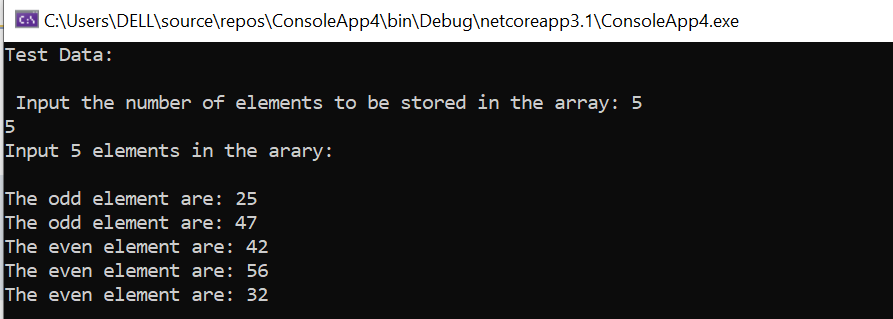 C:\Users\DELL\source\repos\ConsoleApp4\bin\Debug\netcoreapp3.1\ConsoleApp4.exe
Test Data:
Input the number of elements to be stored in the array: 5
5
Input 5 elements in the arary:
The odd element are: 25
The odd element are: 47
The even element are: 42
The even element are: 56
The even element are: 32